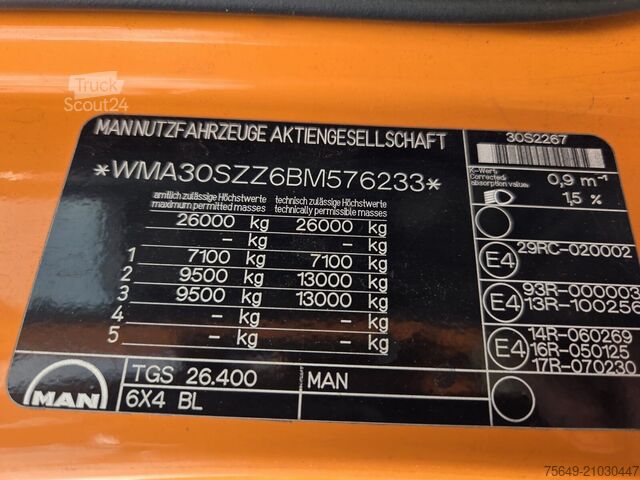 Truck
Scout24
MAN NUTZFAHRZEUGE AKTIENGESELLSCHAFT
30S2267
*WMA30SZZ6BM576233*
K-Wert:
Corrected
absorption value:
0,9 m⁻¹
1,5 %
amtlich zulässige Höchstwerte technisch zulässige Höchstwerte
maximum permitted masses technically permissible masses
26000 kg 26000 kg
– kg – kg
1 7100 kg 7100 kg
2 9500 kg 13000 kg
3 9500 kg 13000 kg
4 – kg – kg
5 – kg – kg
E4 29RC-020002
E4 93R-000003
13R-100256
E4 14R-060269
16R-050125
17R-070230
MAN
TGS 26.400 MAN
6X4 BL
75649-21030447